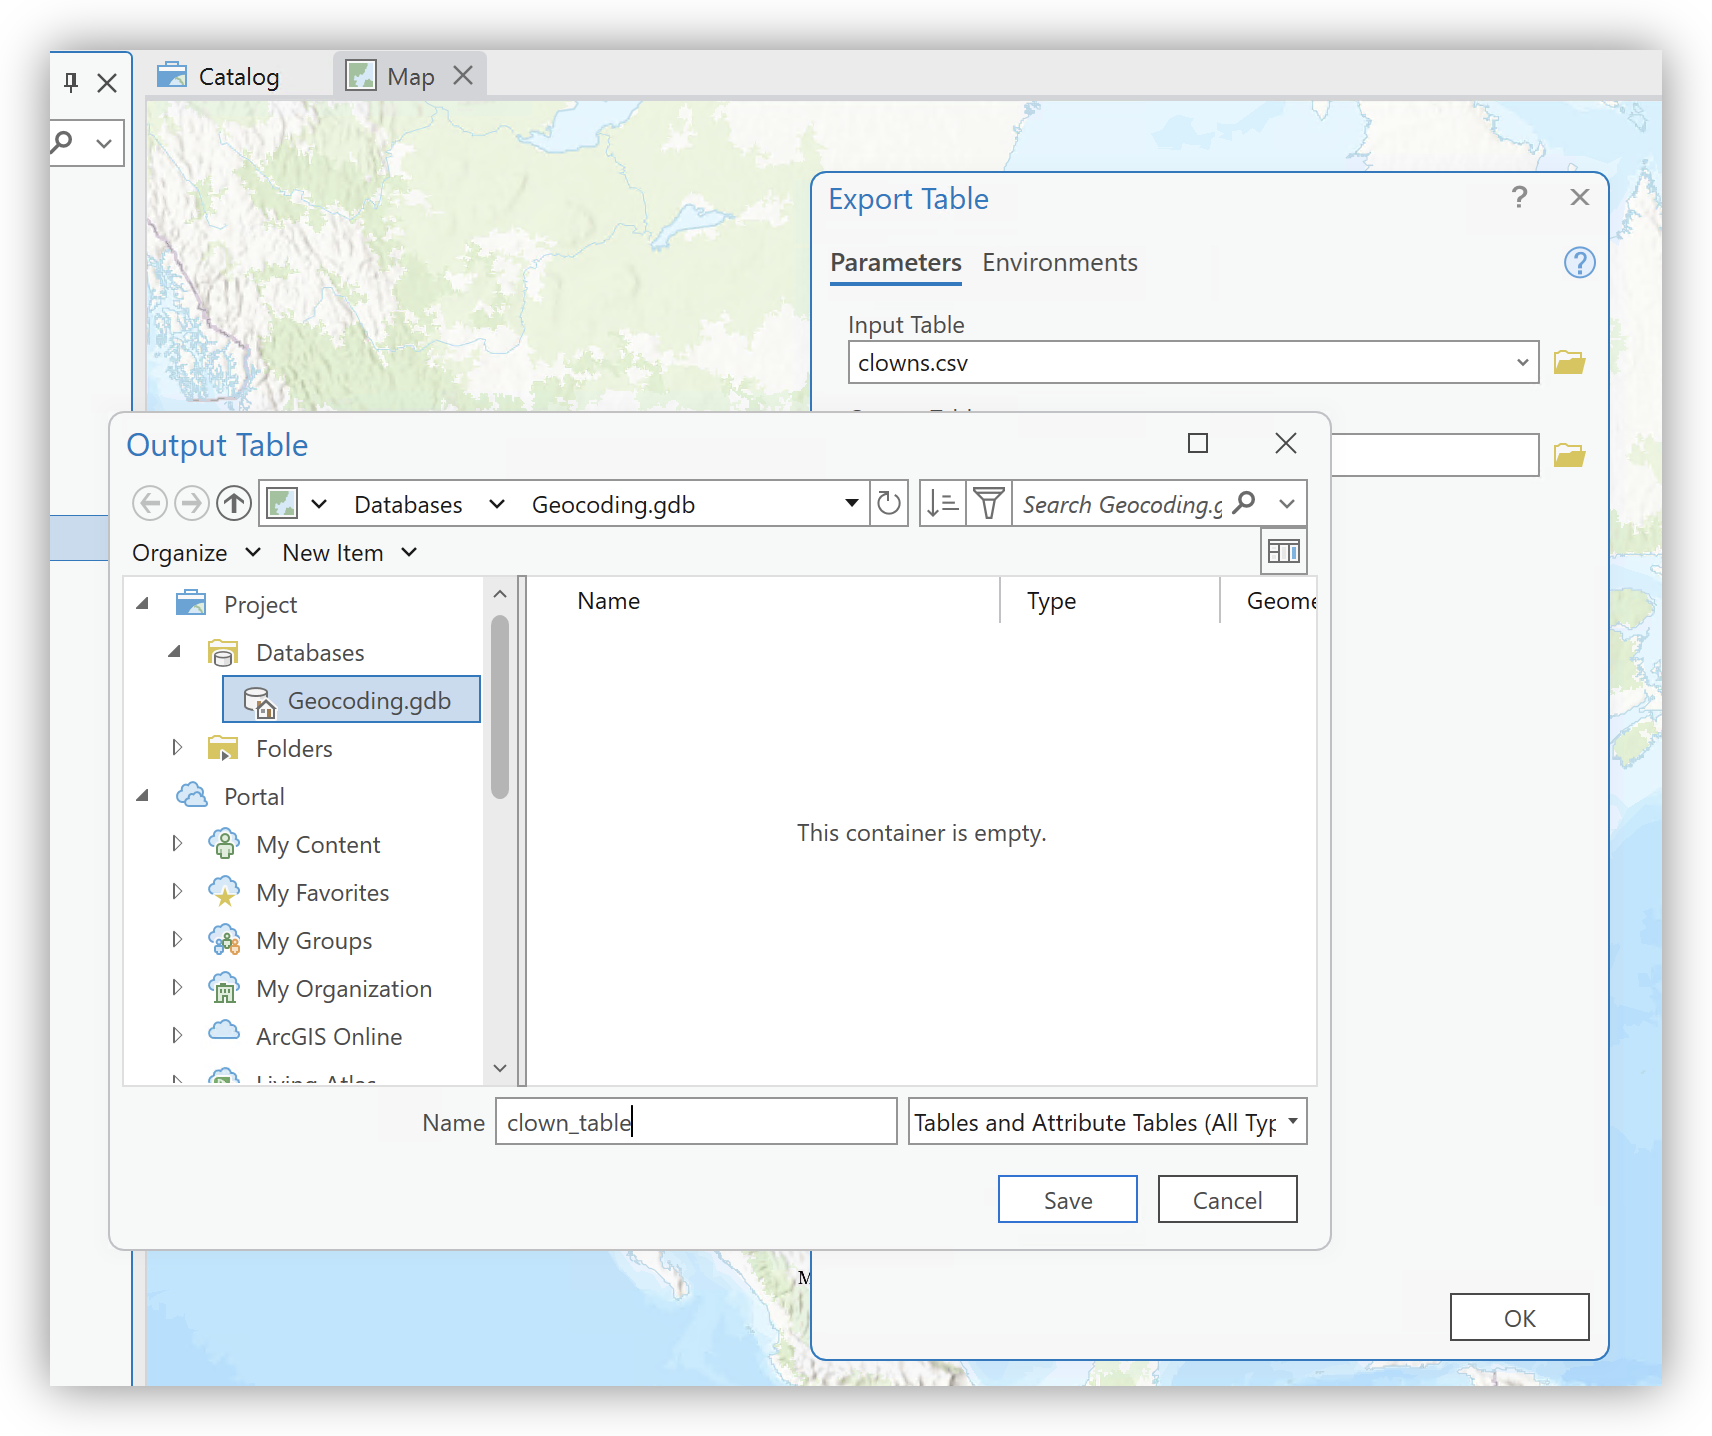 Catalog
Map
Export Table
?
Parameters Environments
?
Input Table
clowns.csv
Output Table
Databases
Geocoding.gdb
Search Geocoding.g
Organize
New Item
Name
Type
Geome
Project
Databases
Geocoding.gdb
Folders
Portal
My Content
My Favorites
My Groups
My Organization
ArcGIS Online
This container is empty.
Name
clown_table
Tables and Attribute Tables (All Typ
Save
Cancel
M
OK